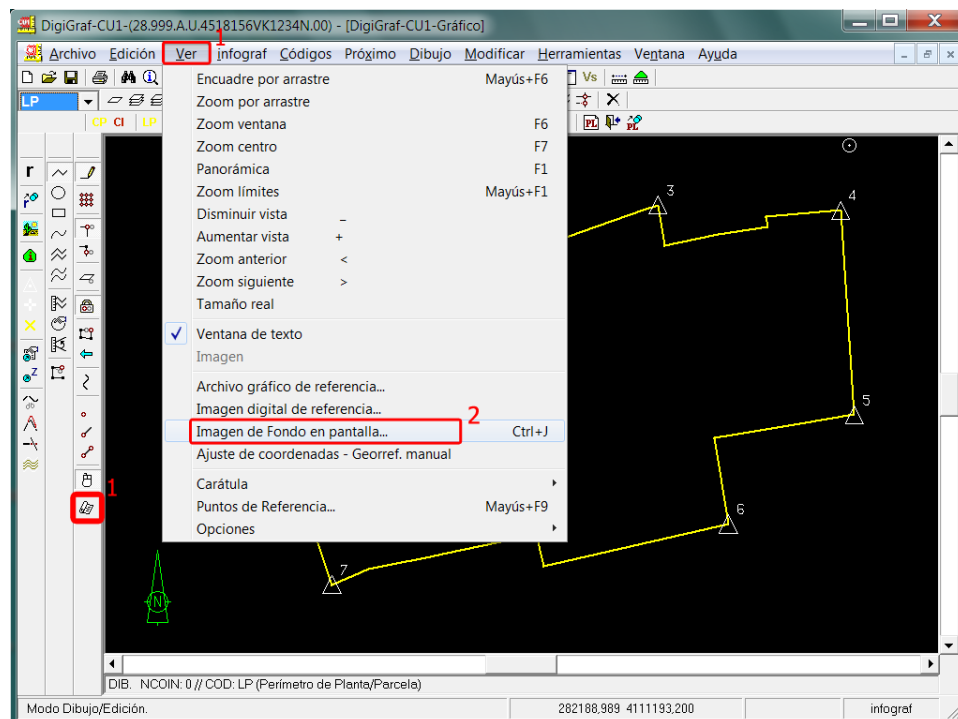 DigiGraf-CU1-(28.999.A.U.4518156VK1234N.00) - [DigiGraf-CU1-Gráfico]
1
Archivo Edición Ver infograf Códigos Próximo Dibujo Modificar Herramientas Ventana Ayuda
Vs
LP
CP CI LP PL PL
Encuadre por arrastre Mayús+F6
Zoom por arrastre
Zoom ventana F6
Zoom centro F7
Panorámica F1
Zoom límites Mayús+F1
Disminuir vista _
Aumentar vista +
Zoom anterior <
Zoom siguiente >
Tamaño real
Ventana de texto
Imagen
Archivo gráfico de referencia...
Imagen digital de referencia...
2
Imagen de Fondo en pantalla... Ctrl+J
Ajuste de coordenadas - Georref. manual
Carátula
Puntos de Referencia... Mayús+F9
Opciones
r
r
Z
1
3
4
5
6
7
N
DIB. NCOIN: 0 // COD: LP (Perímetro de Planta/Parcela)
Modo Dibujo/Edición. 282188,989 4111193,200 infograf